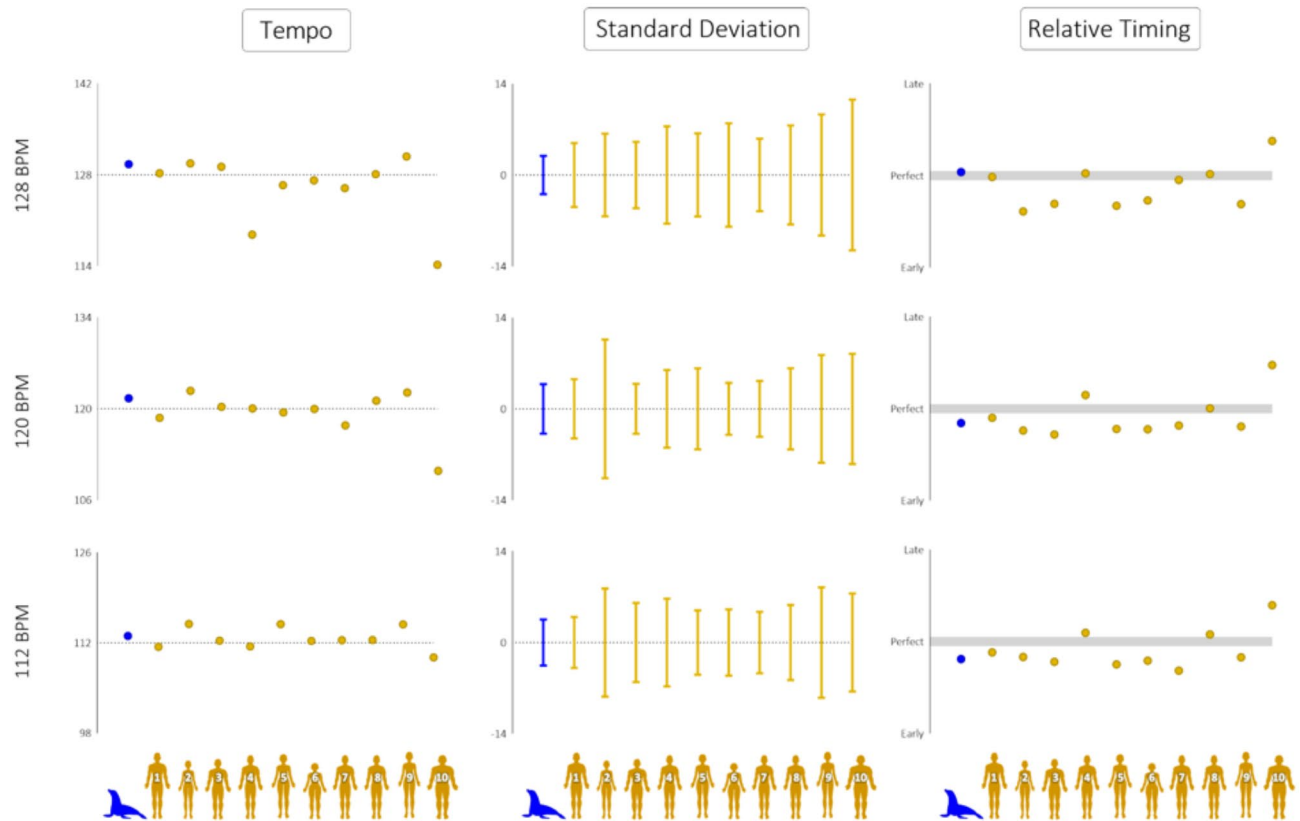 Tempo
Standard Deviation
Relative Timing
128 BPM
142
128
114
14
0
-14
Late
Perfect
Early
120 BPM
134
120
106
14
0
-14
Late
Perfect
Early
112 BPM
126
112
98
14
0
-14
Late
Perfect
Early
1 2 3 4 5 6 7 8 9 10
1 2 3 4 5 6 7 8 9 10
1 2 3 4 5 6 7 8 9 10